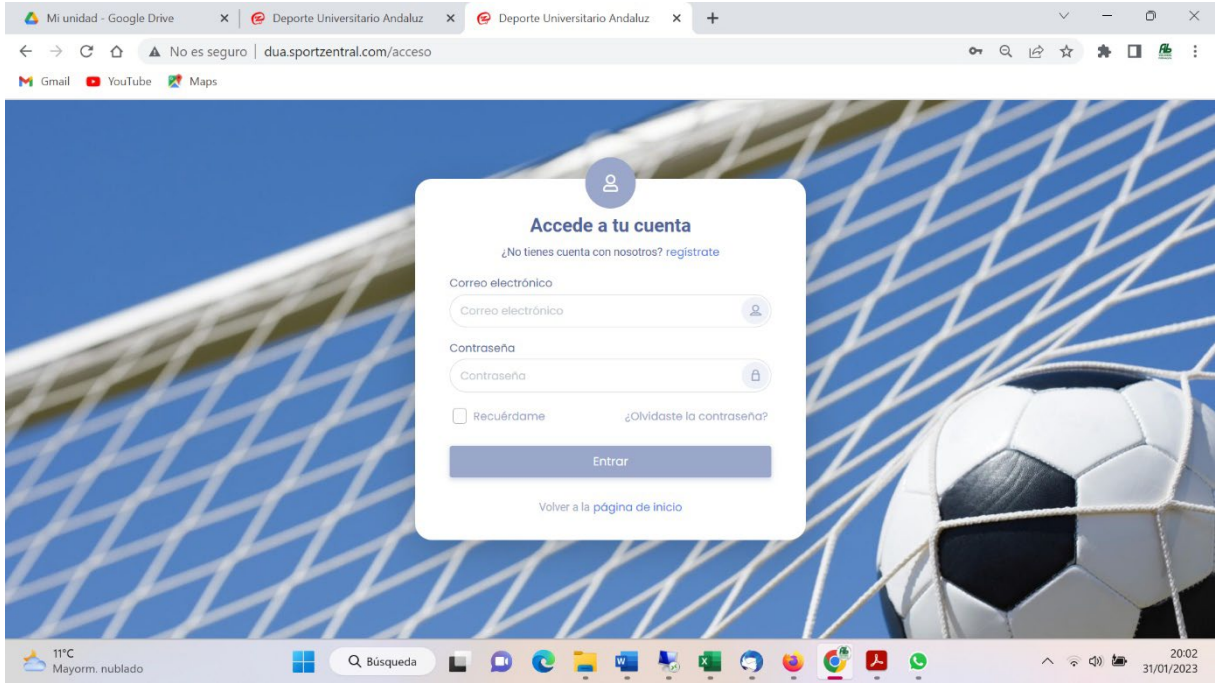 Mi unidad - Google Drive
Deporte Universitario Andaluz
Deporte Universitario Andaluz
No es seguro | dua.sportzentral.com/acceso
Gmail YouTube Maps
Accede a tu cuenta
¿No tienes cuenta con nosotros? regístrate
Correo electrónico
Correo electrónico
Contraseña
Contraseña
Recuérdame ¿Olvidaste la contraseña?
Entrar
Volver a la página de inicio
11°C
Mayorm. nublado
Búsqueda
20:02
31/01/2023